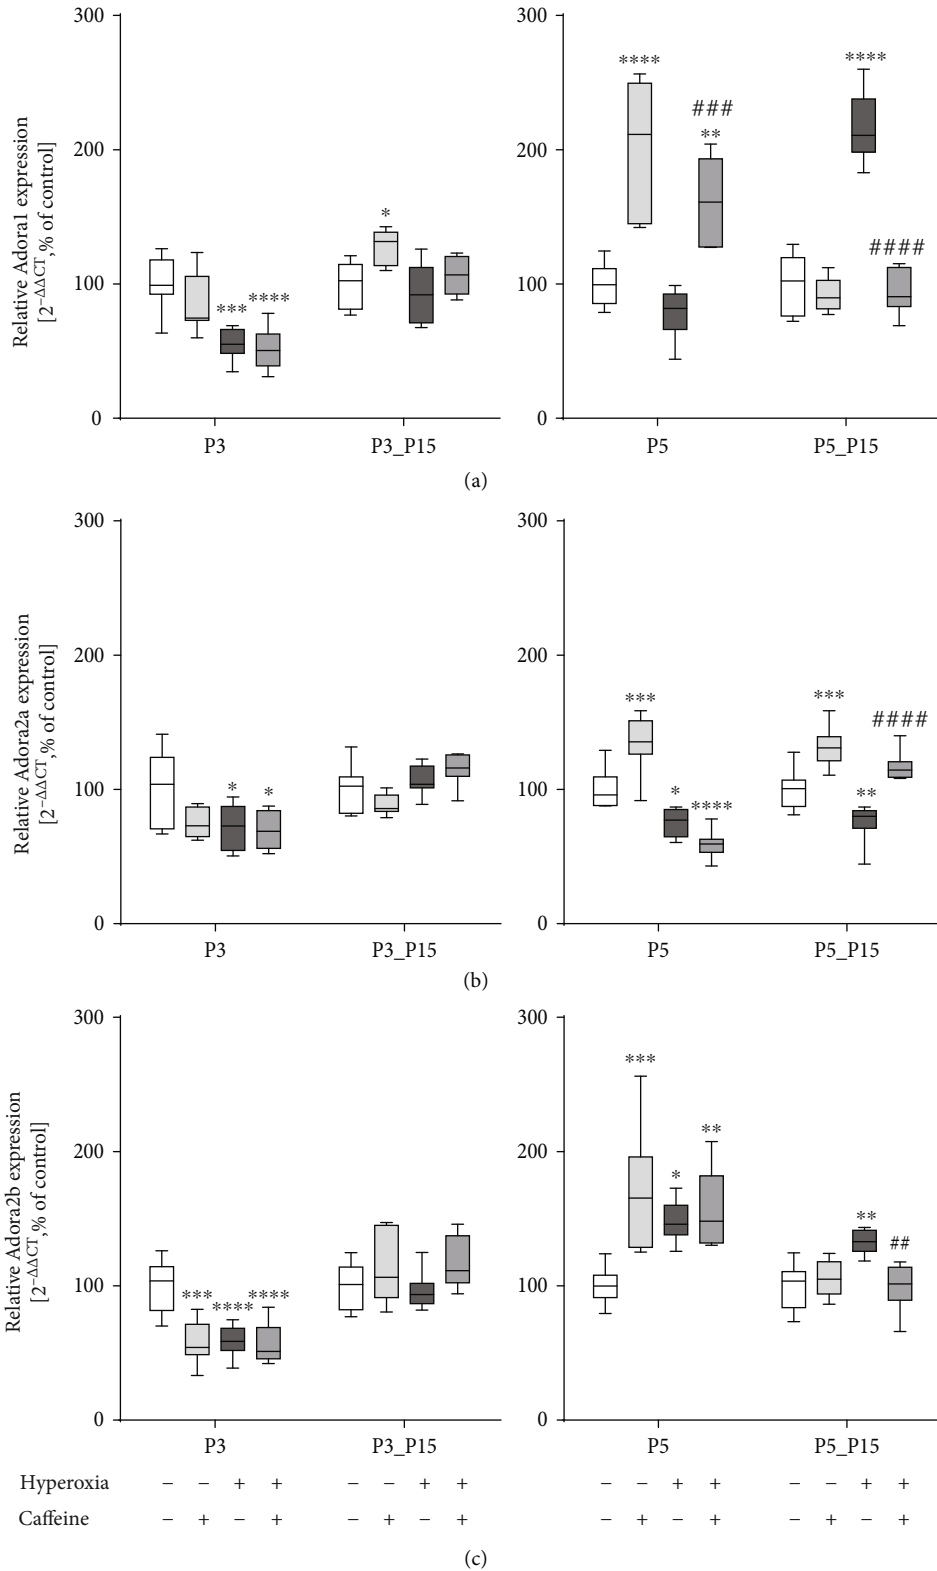 300
300
****
****
###
**
200
200
*
####
***
****
100
100
0
0
P3
P3_P15
P5
P5_P15
Relative Adora1 expression
[2−ΔΔCT,% of control]
(a)
300
300
200
200
***
***
####
*
*
*
****
**
100
100
0
0
P3
P3_P15
P5
P5_P15
Relative Adora2a expression
[2−ΔΔCT,% of control]
(b)
300
300
***
**
*
200
200
**
##
***
****
****
100
100
0
0
P3
P3_P15
P5
P5_P15
Relative Adora2b expression
[2−ΔΔCT,% of control]
Hyperoxia − − + + − − + + − − + + − − + +
Caffeine − + − + − + − + − + − + − + − +
(c)